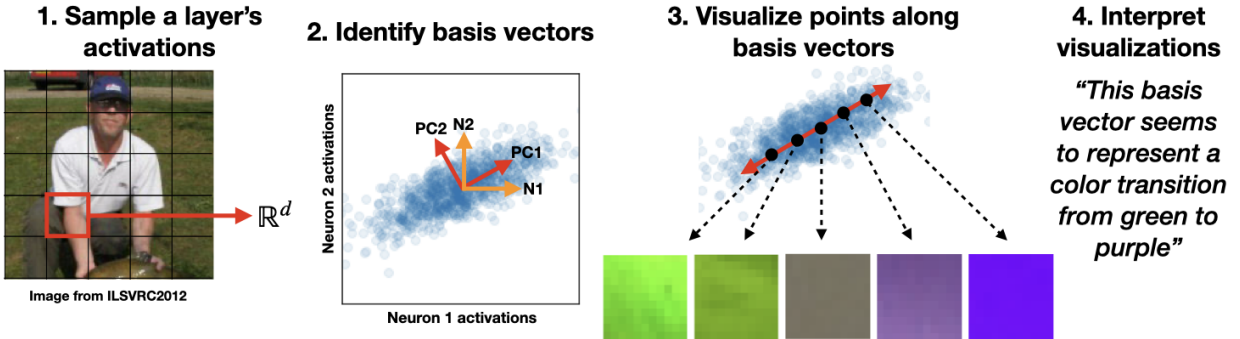 1. Sample a layer's
activations
ℝᵈ
Image from ILSVRC2012
2. Identify basis vectors
Neuron 2 activations
PC2
N2
PC1
N1
Neuron 1 activations
3. Visualize points along
basis vectors
4. Interpret
visualizations
“This basis
vector seems
to represent a
color transition
from green to
purple”